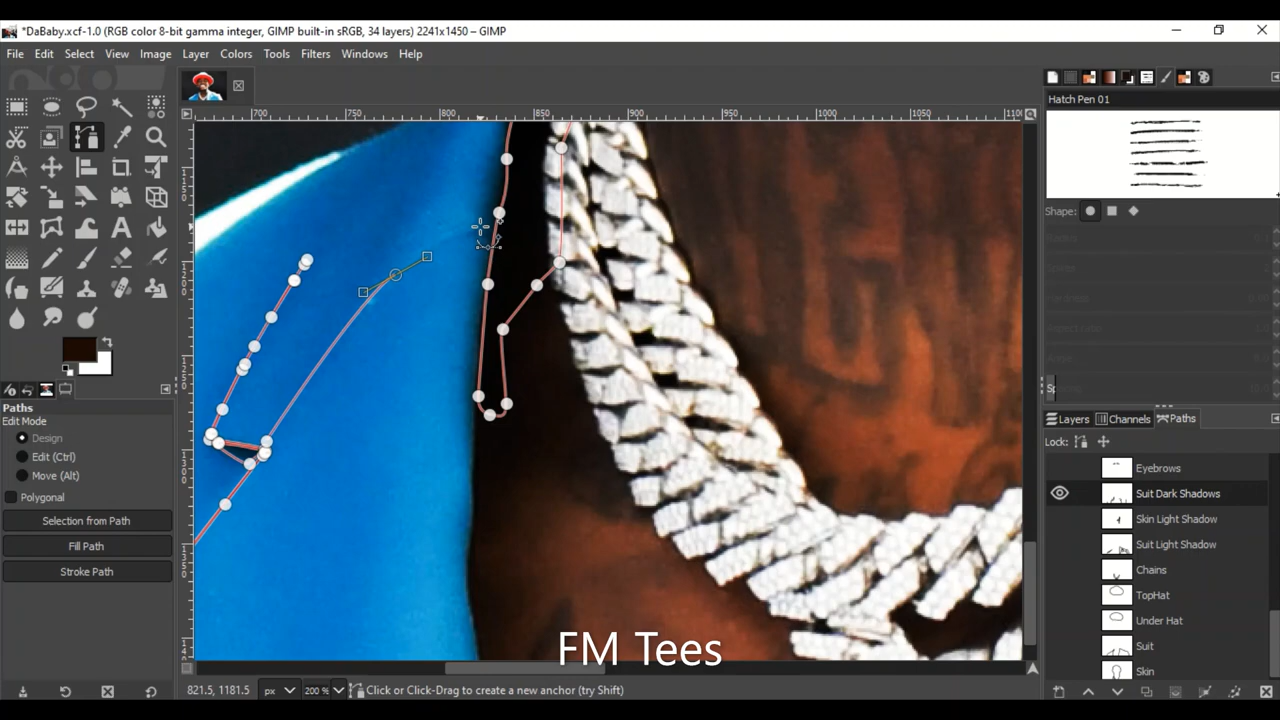 *DaBaby.xcf-1.0 (RGB color 8-bit gamma integer, GIMP built-in sRGB, 34 layers) 2241x1450 – GIMP
File Edit Select View Image Layer Colors Tools Filters Windows Help
700 750 800 850 900 950 1000 1100
Hatch Pen 01
Shape:
Paths
Edit Mode
Design
Edit (Ctrl)
Move (Alt)
Polygonal
Selection from Path
Fill Path
Stroke Path
Layers Channels Paths
Lock:
Eyebrows
Suit Dark Shadows
Skin Light Shadow
Suit Light Shadow
Chains
TopHat
Under Hat
Suit
Skin
FM Tees
821.5, 1181.5 px 200 % Click or Click-Drag to create a new anchor (try Shift)